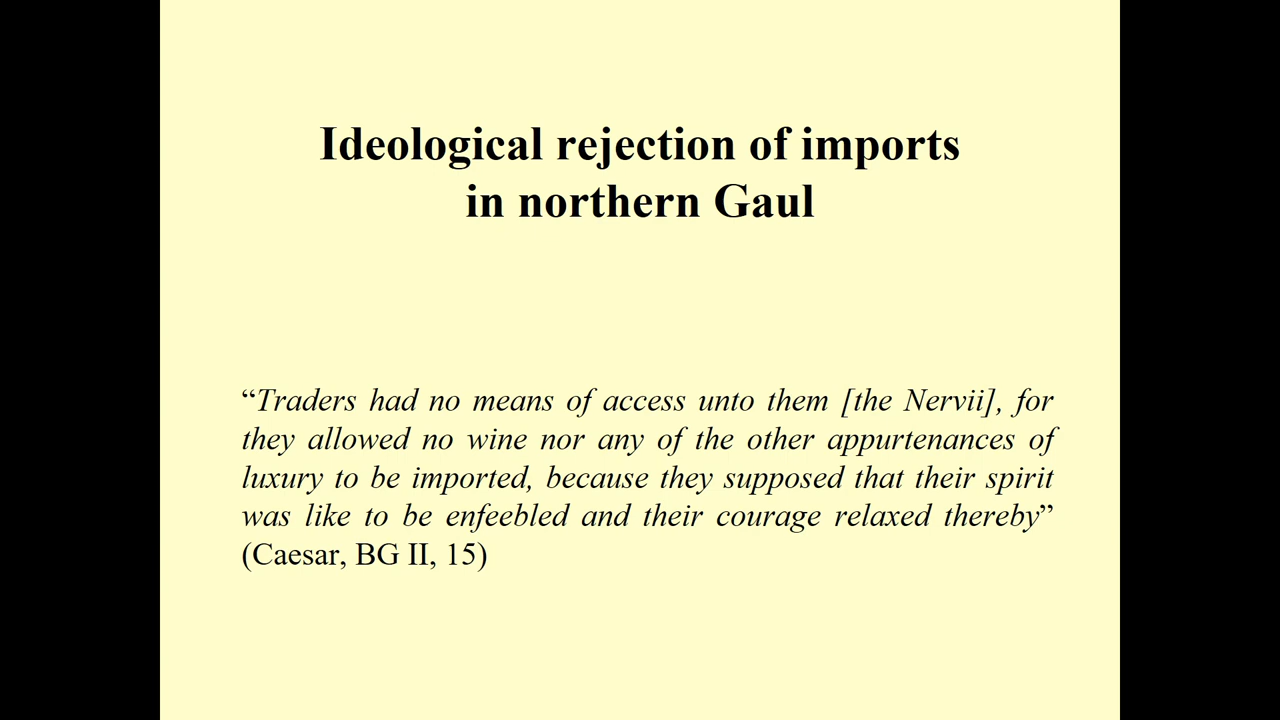 Ideological rejection of imports
in northern Gaul
“Traders had no means of access unto them [the Nervii], for
they allowed no wine nor any of the other appurtenances of
luxury to be imported, because they supposed that their spirit
was like to be enfeebled and their courage relaxed thereby”
(Caesar, BG II, 15)